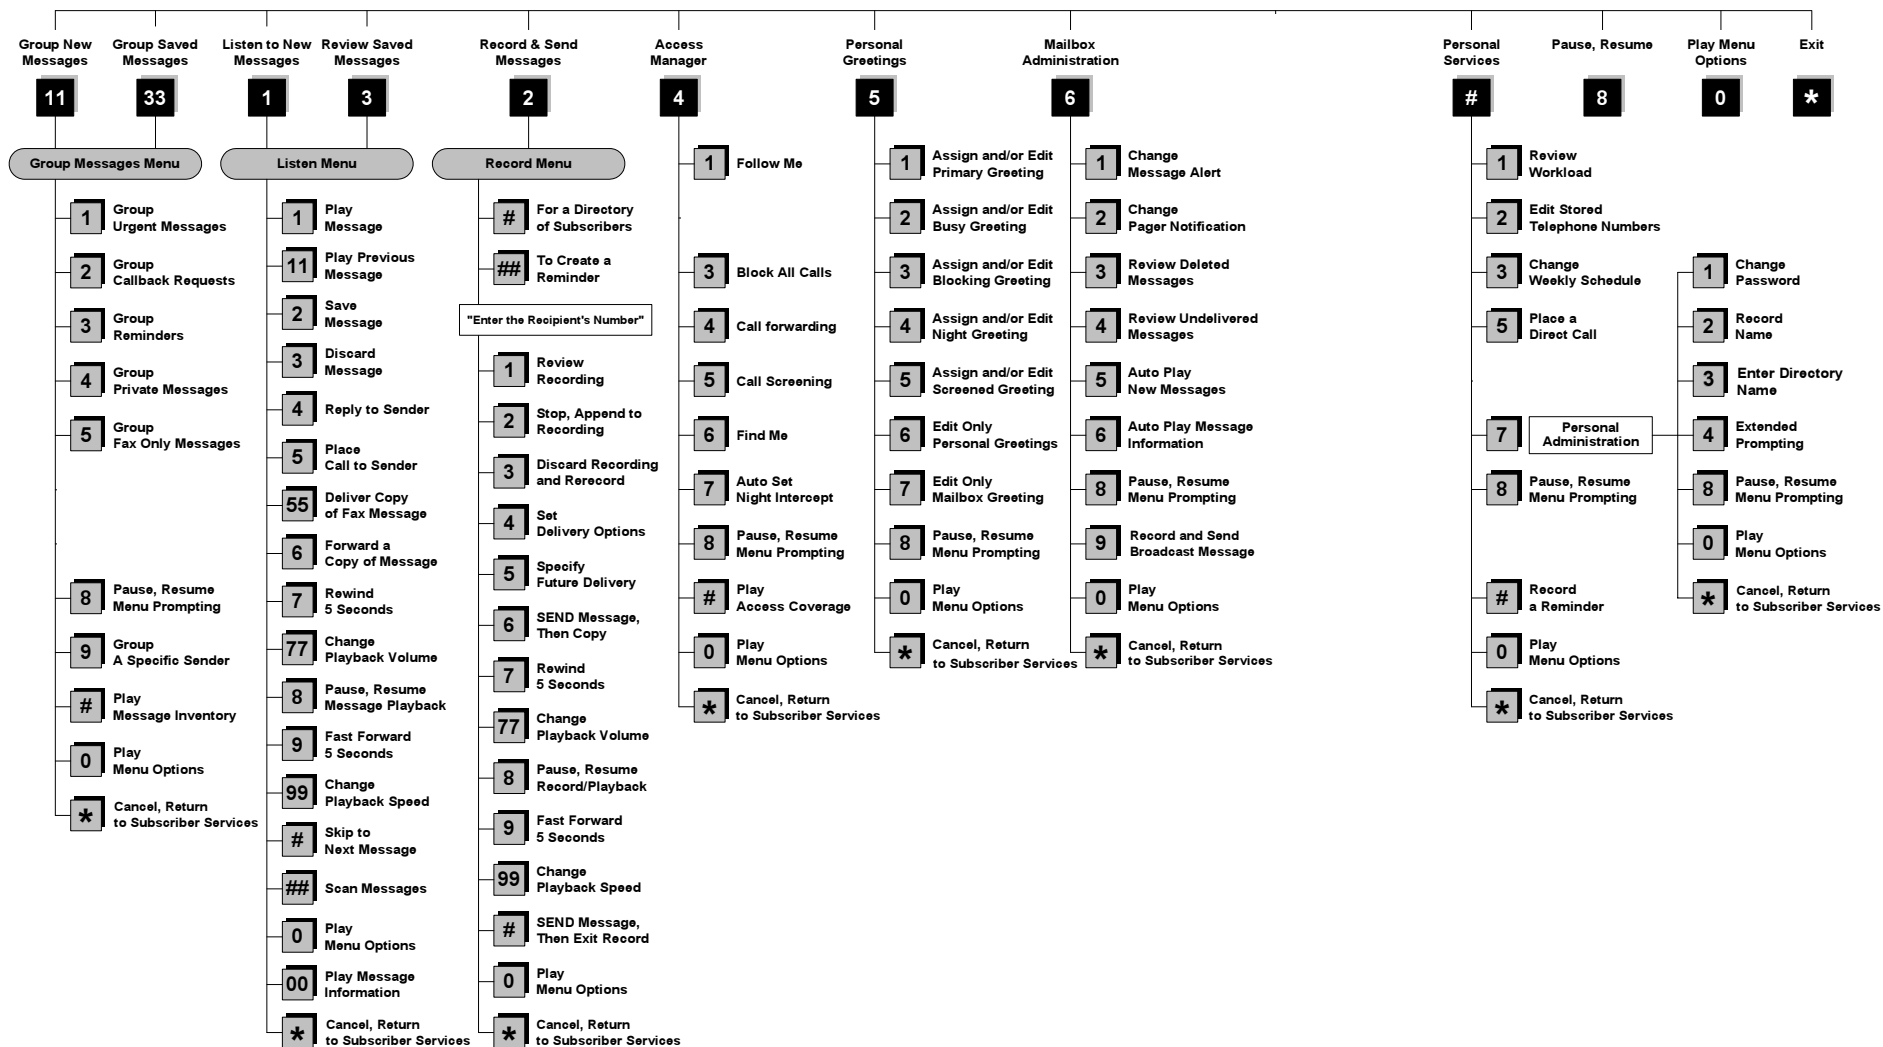 Group New
Messages
11
Group Saved
Messages
33
Listen to New
Messages
1
Review Saved
Messages
3
Record & Send
Messages
2
Access
Manager
4
Personal
Greetings
5
Mailbox
Administration
6
Personal
Services
#
Pause, Resume
8
Play Menu
Options
0
Exit
*
Group Messages Menu
1
Group
Urgent Messages
2
Group
Callback Requests
3
Group
Reminders
4
Group
Private Messages
5
Group
Fax Only Messages
8
Pause, Resume
Menu Prompting
9
Group
A Specific Sender
#
Play
Message Inventory
0
Play
Menu Options
*
Cancel, Return
to Subscriber Services
Listen Menu
1
Play
Message
11
Play Previous
Message
2
Save
Message
3
Discard
Message
4
Reply to Sender
5
Place
Call to Sender
55
Deliver Copy
of Fax Message
6
Forward a
Copy of Message
7
Rewind
5 Seconds
77
Change
Playback Volume
8
Pause, Resume
Message Playback
9
Fast Forward
5 Seconds
99
Change
Playback Speed
#
Skip to
Next Message
##
Scan Messages
0
Play
Menu Options
00
Play Message
Information
*
Cancel, Return
to Subscriber Services
Record Menu
#
For a Directory
of Subscribers
##
To Create a
Reminder
"Enter the Recipient's Number"
1
Review
Recording
2
Stop, Append to
Recording
3
Discard Recording
and Rerecord
4
Set
Delivery Options
5
Specify
Future Delivery
6
SEND Message,
Then Copy
7
Rewind
5 Seconds
77
Change
Playback Volume
8
Pause, Resume
Record/Playback
9
Fast Forward
5 Seconds
99
Change
Playback Speed
#
SEND Message,
Then Exit Record
0
Play
Menu Options
*
Cancel, Return
to Subscriber Services
1
Follow Me
3
Block All Calls
4
Call forwarding
5
Call Screening
6
Find Me
7
Auto Set
Night Intercept
8
Pause, Resume
Menu Prompting
#
Play
Access Coverage
0
Play
Menu Options
*
Cancel, Return
to Subscriber Services
1
Assign and/or Edit
Primary Greeting
2
Assign and/or Edit
Busy Greeting
3
Assign and/or Edit
Blocking Greeting
4
Assign and/or Edit
Night Greeting
5
Assign and/or Edit
Screened Greeting
6
Edit Only
Personal Greetings
7
Edit Only
Mailbox Greeting
8
Pause, Resume
Menu Prompting
0
Play
Menu Options
*
Cancel, Return
to Subscriber Services
1
Change
Message Alert
2
Change
Pager Notification
3
Review Deleted
Messages
4
Review Undelivered
Messages
5
Auto Play
New Messages
6
Auto Play Message
Information
8
Pause, Resume
Menu Prompting
9
Record and Send
Broadcast Message
0
Play
Menu Options
*
Cancel, Return
to Subscriber Services
1
Review
Workload
2
Edit Stored
Telephone Numbers
3
Change
Weekly Schedule
5
Place a
Direct Call
7
Personal
Administration
8
Pause, Resume
Menu Prompting
#
Record
a Reminder
0
Play
Menu Options
*
Cancel, Return
to Subscriber Services
1
Change
Password
2
Record
Name
3
Enter Directory
Name
4
Extended
Prompting
8
Pause, Resume
Menu Prompting
0
Play
Menu Options
*
Cancel, Return
to Subscriber Services